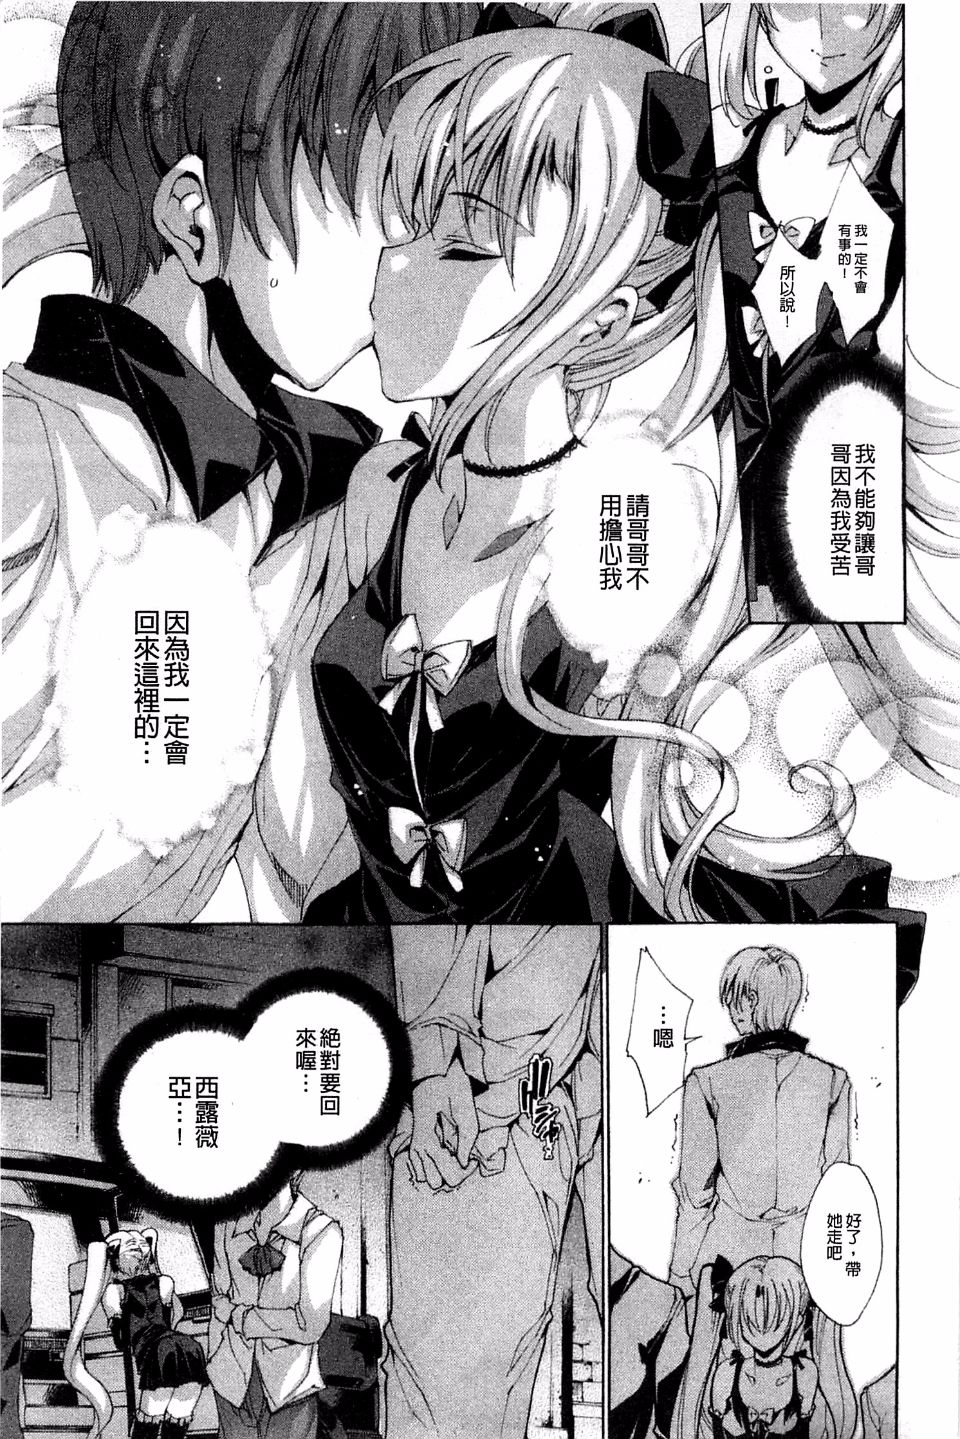 我一定不會
有事的！
所以說！
我不能夠讓哥
哥因為我受苦
請哥哥不
用擔心我
因為我一定會
回來這裡的…
…嗯
好了，帶
她走吧
絕對要回
來喔…
西露薇
亞…！